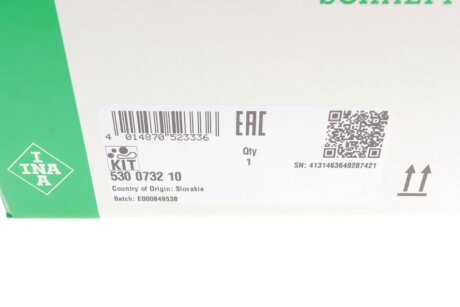 4 014870 523336
EAC
KIT
530 0732 10
Qty
1
SN: 4131463649287421
Country of Origin: Slovakia
Batch: E000849538
INA
INA